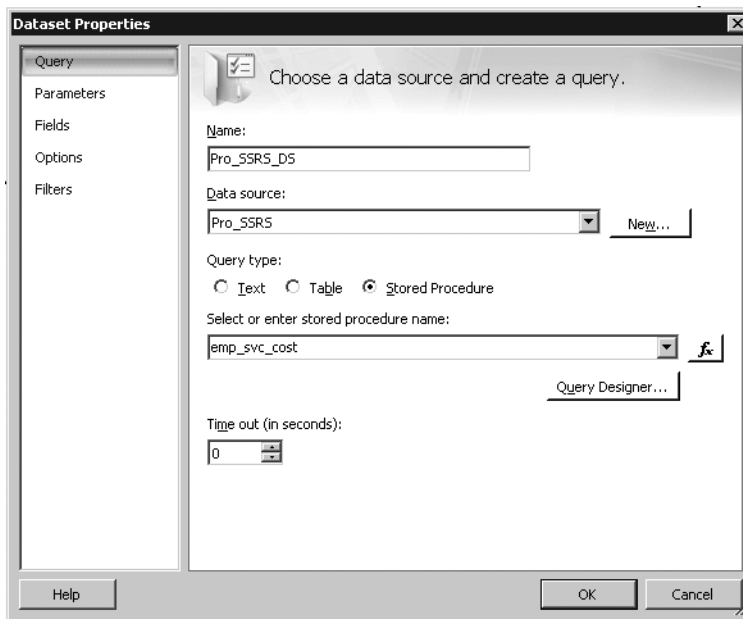 Dataset Properties
Query
Parameters
Fields
Options
Filters
Choose a data source and create a query.
Name:
Pro_SSRS_DS
Data source:
Pro_SSRS
New...
Query type:
Text Table Stored Procedure
Select or enter stored procedure name:
emp_svc_cost
fx
Query Designer...
Time out (in seconds):
0
Help
OK
Cancel